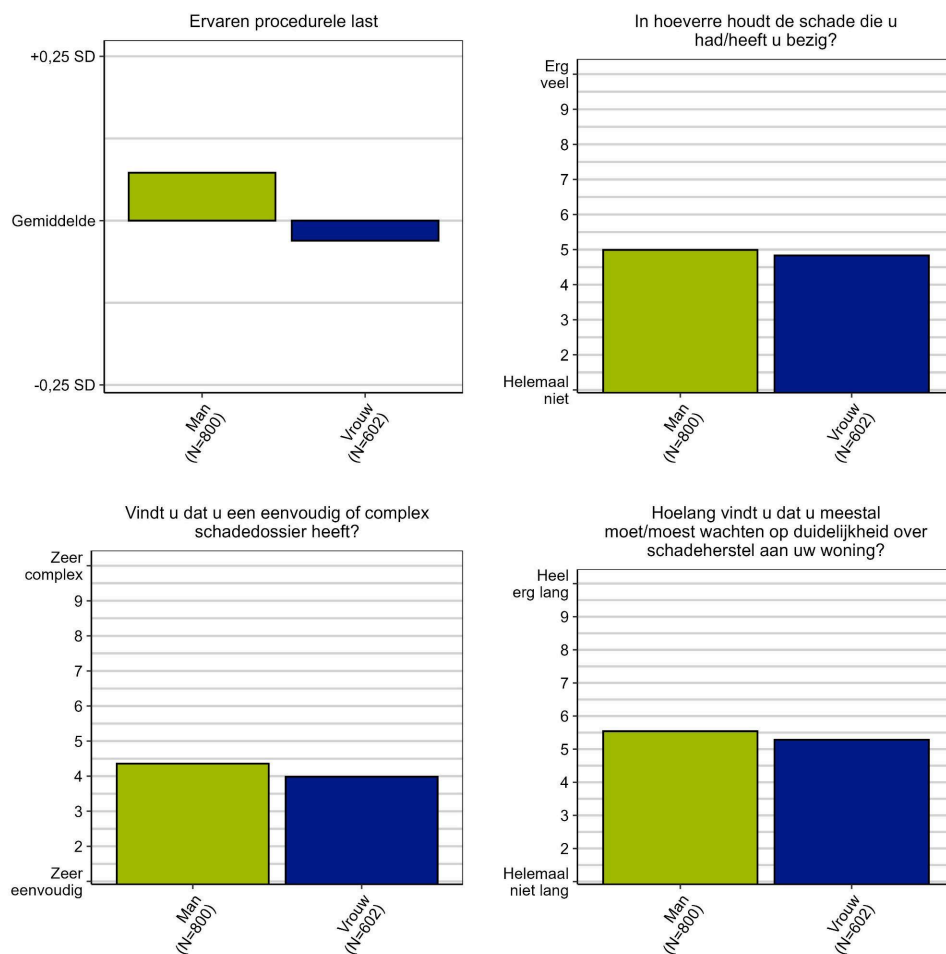 Ervaren procedurele last
+0,25 SD
Gemiddelde
-0,25 SD
Man
(N=800)
Vrouw
(N=602)
In hoeverre houdt de schade die u
had/heeft u bezig?
Erg
veel
9
8
7
6
5
4
3
2
Helemaal
niet
Man
(N=800)
Vrouw
(N=602)
Vindt u dat u een eenvoudig of complex
schadedossier heeft?
Zeer
complex
9
8
7
6
5
4
3
2
Zeer
eenvoudig
Man
(N=800)
Vrouw
(N=602)
Hoelang vindt u dat u meestal
moet/moest wachten op duidelijkheid over
schadeherstel aan uw woning?
Heel
erg lang
9
8
7
6
5
4
3
2
Helemaal
niet lang
Man
(N=800)
Vrouw
(N=602)